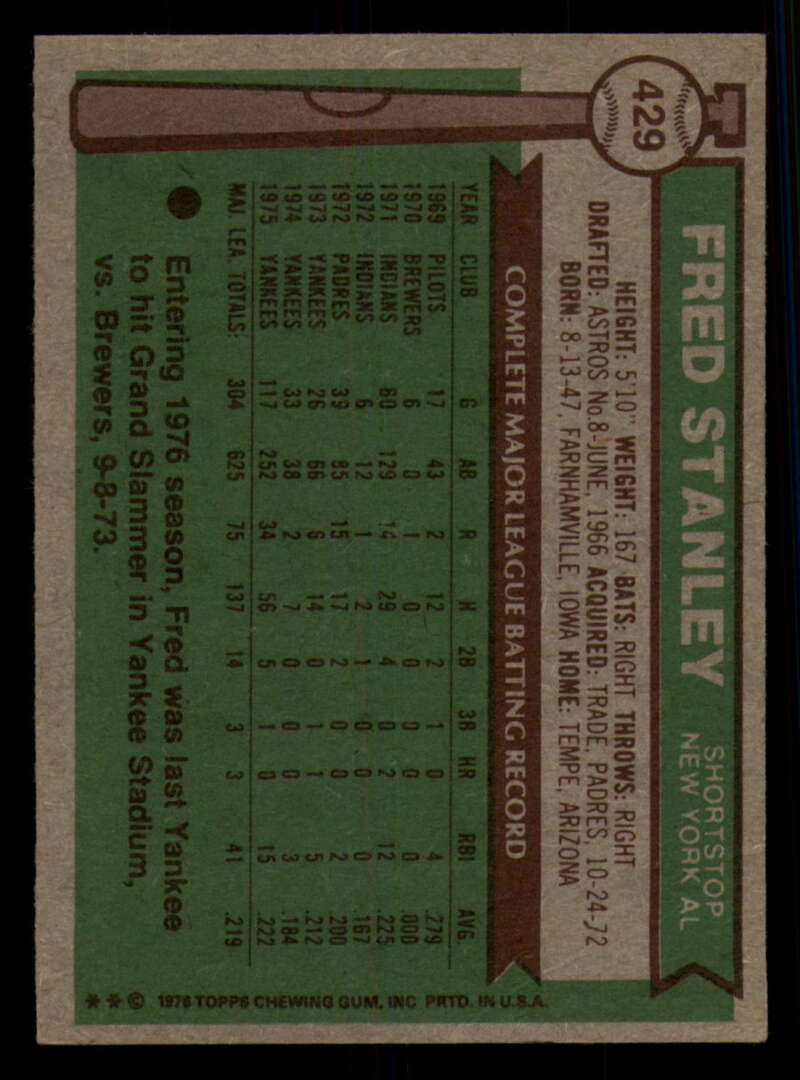 429
FRED STANLEY
SHORTSTOP
NEW YORK AL
HEIGHT: 5'10" WEIGHT: 167 BATS: RIGHT THROWS: RIGHT
DRAFTED: ASTROS No.8-JUNE, 1966 ACQUIRED: TRADE, PADRES, 10-24-72
BORN: 8-13-47, FARNHAMVILLE, IOWA HOME: TEMPE, ARIZONA
COMPLETE MAJOR LEAGUE BATTING RECORD
YEAR CLUB G AB R H 2B 3B HR RBI AVG.
1969 PILOTS 17 43 2 12 2 1 0 4 .279
1970 BREWERS 6 0 1 0 0 0 0 0 .000
1971 INDIANS 60 129 14 29 4 0 2 12 .225
1972 INDIANS 6 12 1 2 1 0 0 0 .167
1972 PADRES 39 85 15 17 2 0 0 2 .200
1973 YANKEES 26 66 6 14 0 1 1 5 .212
1974 YANKEES 33 38 2 7 0 0 0 3 .184
1975 YANKEES 117 252 34 56 5 1 0 15 .222
MAJ. LEA. TOTALS: 304 625 75 137 14 3 3 41 .219
Entering 1976 season, Fred was last Yankee
to hit Grand Slammer in Yankee Stadium,
vs. Brewers, 9-8-73.
**© 1976 TOPPS CHEWING GUM, INC PRTD. IN U.S.A.